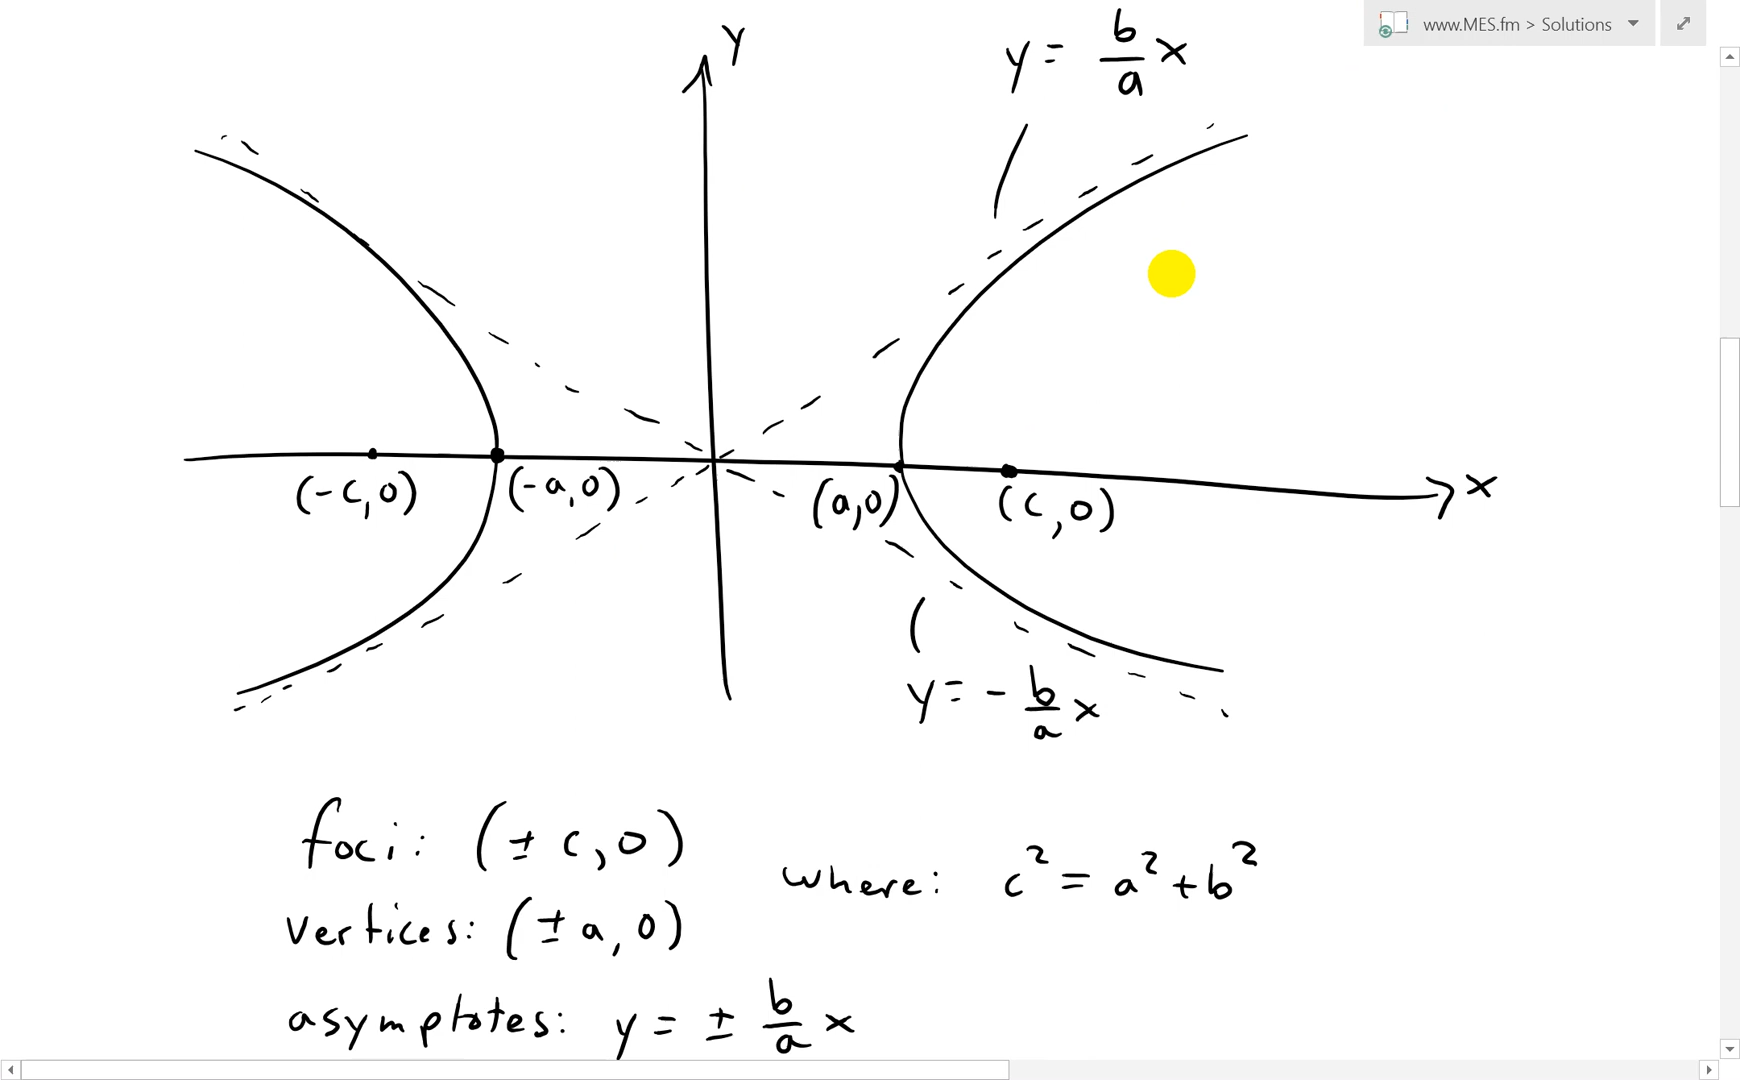 www.MES.fm > Solutions
y = b/a x
y
(-c,0)
(-a,0)
(a,0)
(c,0)
x
y = - b/a x
foci: (± c,0)
where: c² = a² + b²
vertices: (± a,0)
asymptotes: y = ± b/a x